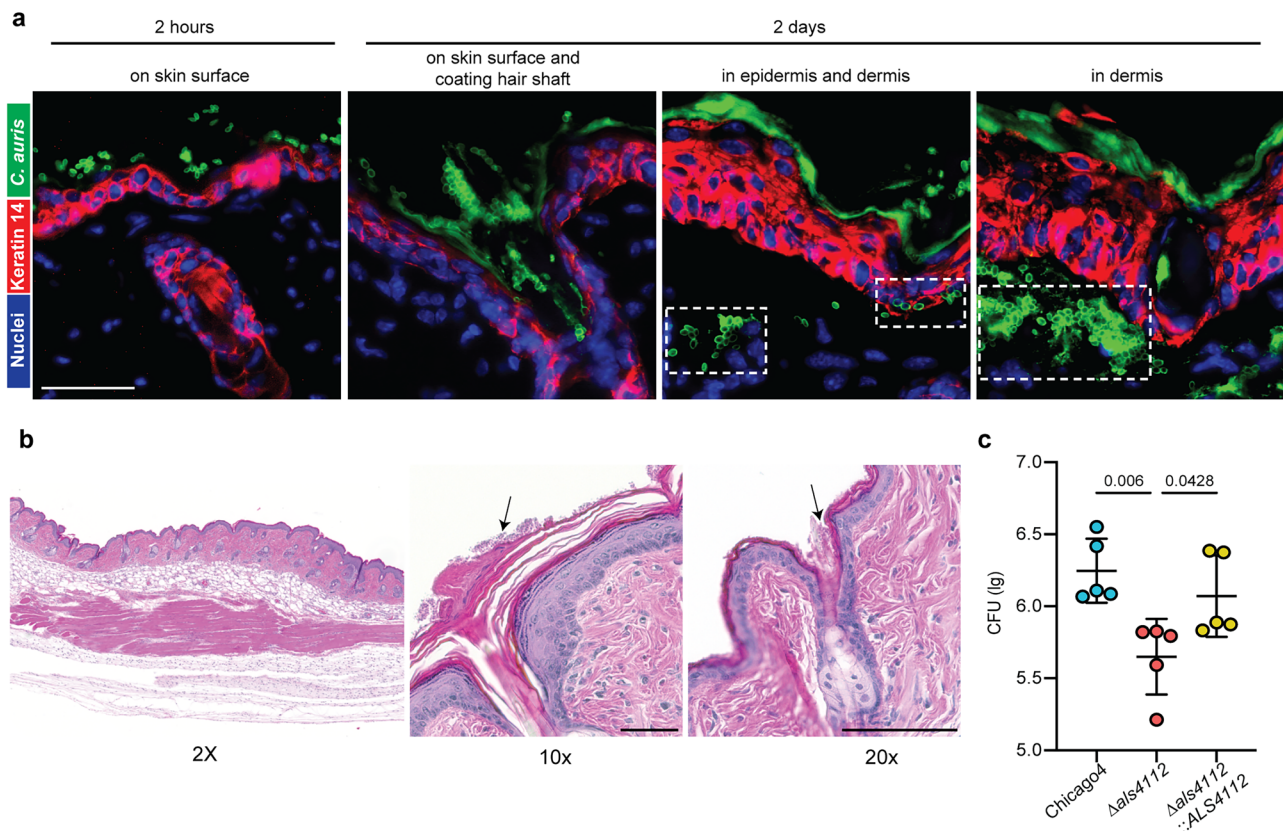 a
2 hours
2 days
on skin surface
on skin surface and
coating hair shaft
in epidermis and dermis
in dermis
C. auris
Keratin 14
Nuclei
b
2X
10x
20x
c
7.0
0.006
0.0428
6.5
6.0
5.5
5.0
CFU (lg)
Chicago4
Δals4112
Δals4112
::ALS4112